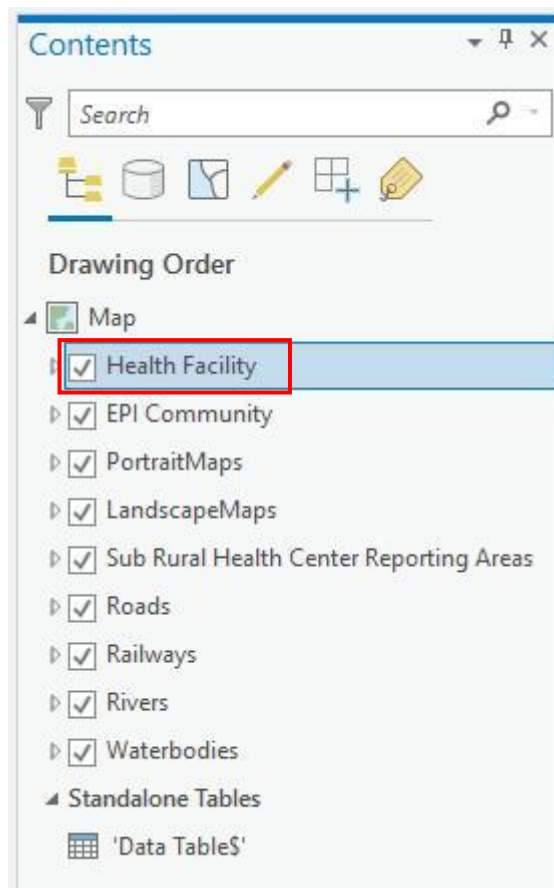 Contents
Search
Drawing Order
Map
Health Facility
EPI Community
PortraitMaps
LandscapeMaps
Sub Rural Health Center Reporting Areas
Roads
Railways
Rivers
Waterbodies
Standalone Tables
'Data Table$'